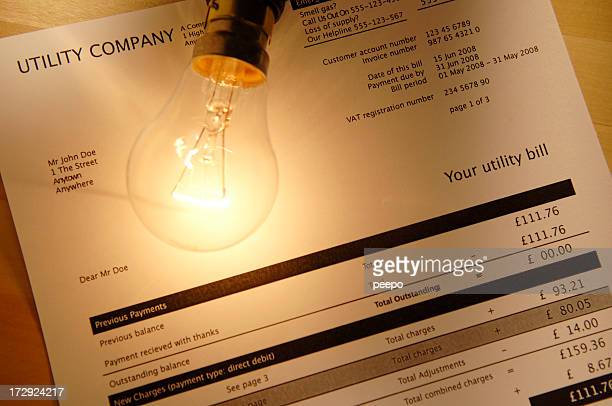 UTILITY COMPANY
A Comp
1 High
Any
Smell gas?
Call Us Out On 555-123-45
Loss of supply?
Our Helpline 555-123-456
Customer account number 123 45 6789
Invoice number 987 65 4321 0
Date of this bill 15 Jun 2008
Payment due by 31 Jun 2008
Bill period 01 May 2008 - 31 May 2008
VAT registration number 234 5678 90
page 1 of 3
Mr John Doe
1 The Street
Anytown
Anywhere
Your utility bill
Dear Mr Doe
Previous Payments
Previous balance £111.76
Payment recieved with thanks - £111.76
Outstanding balance Total Outstanding = £ 00.00
New Charges (payment type: direct debit)
See page 3 Total charges + £ 93.21
Total charges + £ 80.05
Total Adjustments - £ 14.00
Total combined charges = £159.36
+ £ 8.67
= £111.76
gettyimages
peepo
172924217